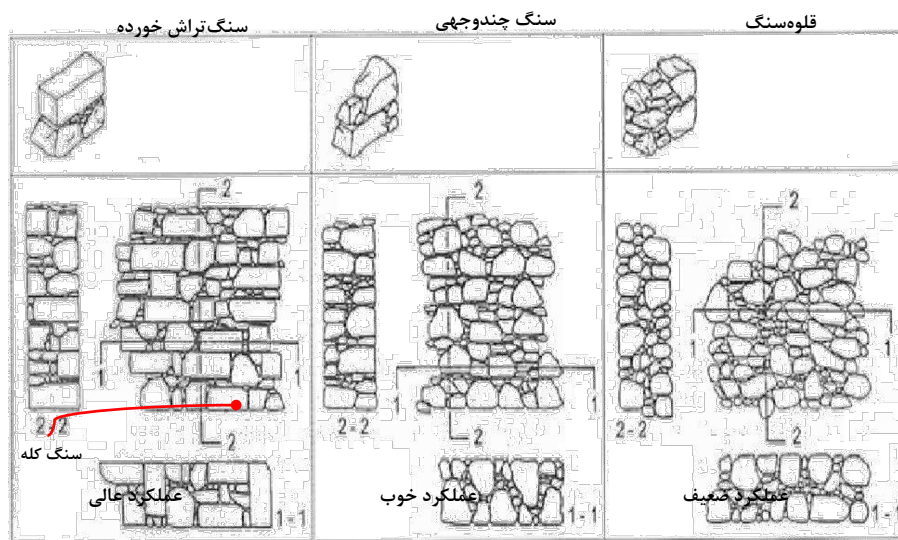 قلوه‌سنگ
سنگ چندوجهی
سنگ‌تراش خورده
2
2
2
1
1
1
1
1
1
2-2
2-2
2-2
2
2
2
سنگ کله
عملکرد ضعیف
عملکرد خوب
عملکرد عالی
1-1
1-1
1-1